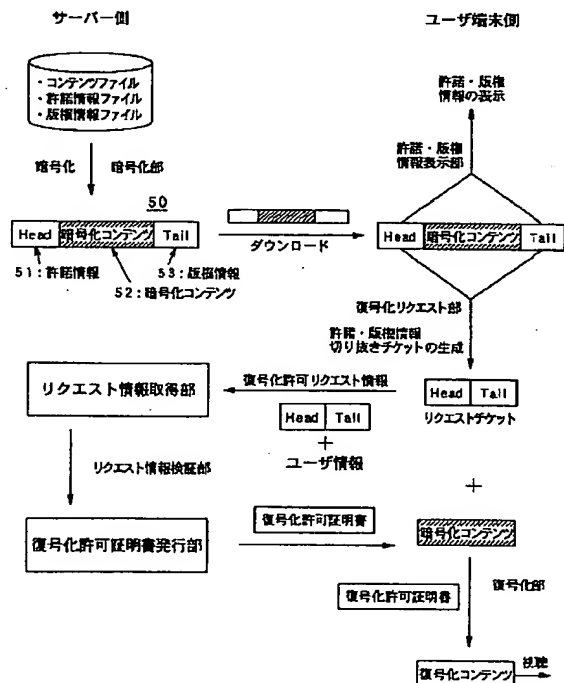 サーバー側
ユーザ端末側
・コンテンツファイル
・許諾情報ファイル
・版権情報ファイル
許諾・版権
情報の表示
暗号化
暗号化部
許諾・版権
情報表示部
50
Head
暗号化コンテンツ
Tail
ダウンロード
Head
暗号化コンテンツ
Tail
51:許諾情報
53:版権情報
52:暗号化コンテンツ
復号化リクエスト部
許諾・版権情報
切り抜きチケットの生成
リクエスト情報取得部
復号化許可リクエスト情報
Head
Tail
Head
Tail
リクエストチケット
+
ユーザ情報
+
リクエスト情報検証部
復号化許可証明書発行部
復号化許可証明書
暗号化コンテンツ
復号化許可証明書
復号化部
復号化コンテンツ
視聴